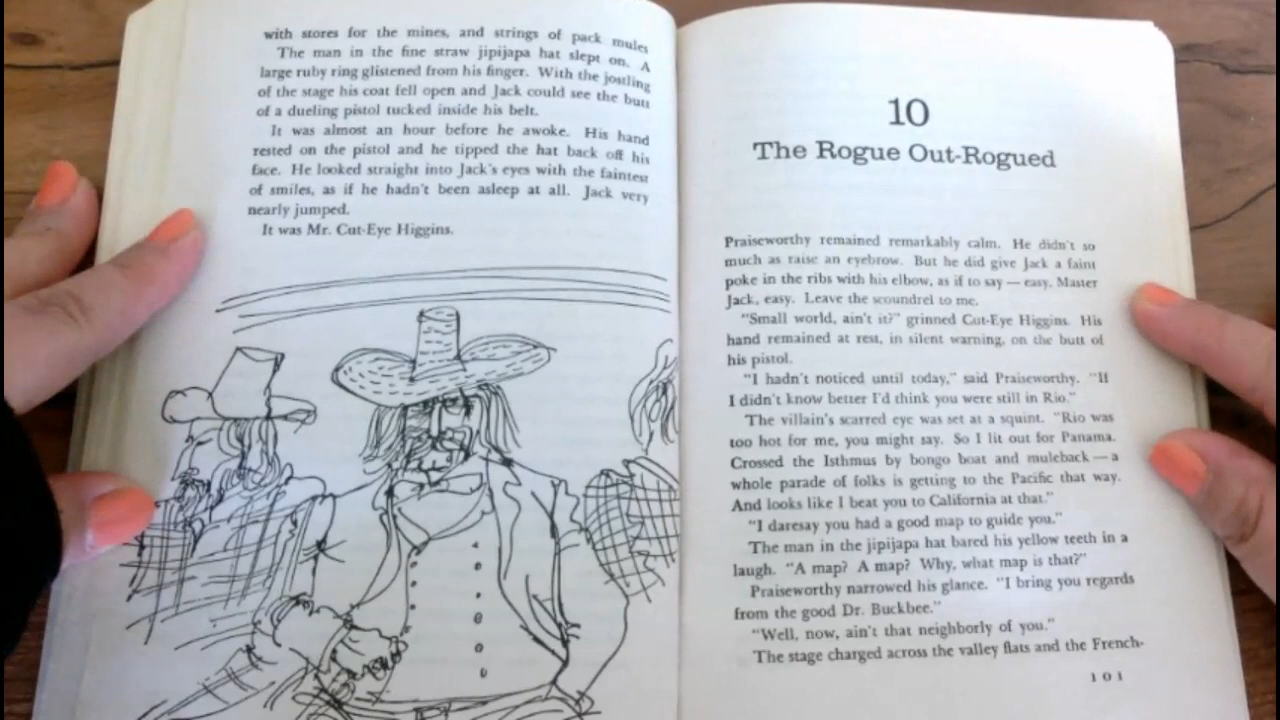 with stores for the mines, and strings of pack mules
The man in the fine straw jipijapa hat slept on. A
large ruby ring glistened from his finger. With the jostling
of the stage his coat fell open and Jack could see the butt
of a dueling pistol tucked inside his belt.
It was almost an hour before he awoke. His hand
rested on the pistol and he tipped the hat back off his
face. He looked straight into Jack's eyes with the faintest
of smiles, as if he hadn't been asleep at all. Jack very
nearly jumped.
It was Mr. Cut-Eye Higgins.
10
The Rogue Out-Rogued
Praiseworthy remained remarkably calm. He didn't so
much as raise an eyebrow. But he did give Jack a faint
poke in the ribs with his elbow, as if to say — easy, Master
Jack, easy. Leave the scoundrel to me.
"Small world, ain't it?" grinned Cut-Eye Higgins. His
hand remained at rest, in silent warning, on the butt of
his pistol.
"I hadn't noticed until today," said Praiseworthy. "If
I didn't know better I'd think you were still in Rio."
The villain's scarred eye was set at a squint. "Rio was
too hot for me, you might say. So I lit out for Panama.
Crossed the Isthmus by bongo boat and muleback — a
whole parade of folks is getting to the Pacific that way.
And looks like I beat you to California at that."
"I daresay you had a good map to guide you."
The man in the jipijapa hat bared his yellow teeth in a
laugh. "A map? A map? Why, what map is that?"
Praiseworthy narrowed his glance. "I bring you regards
from the good Dr. Buckbee."
"Well, now, ain't that neighborly of you."
The stage charged across the valley flats and the French-
101